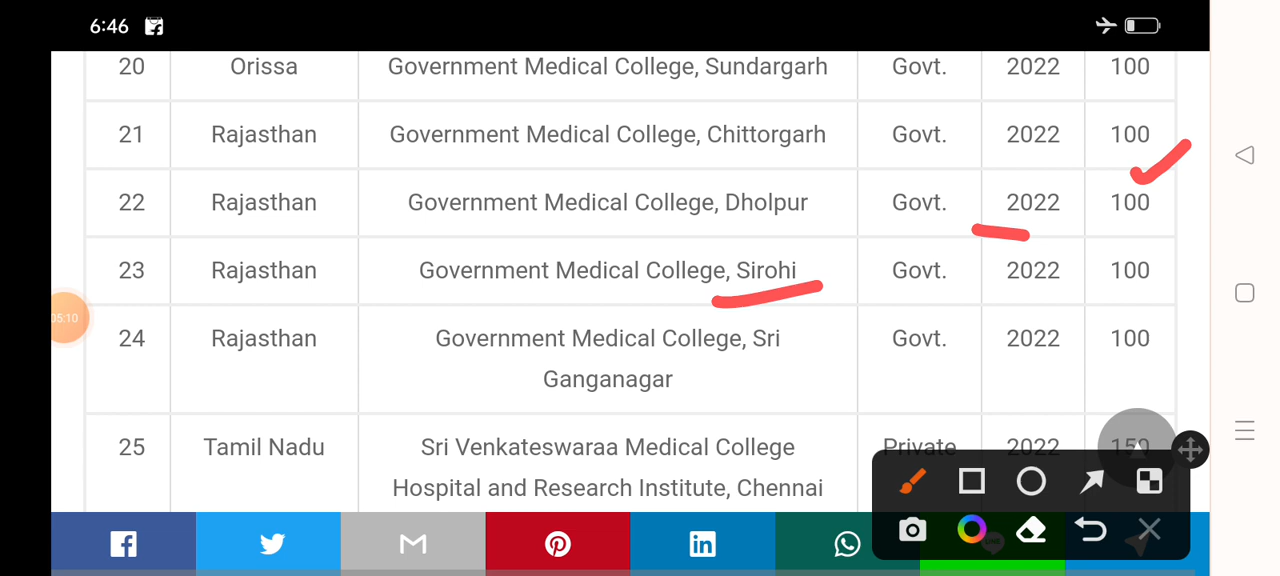 6:46
20 Orissa Government Medical College, Sundargarh Govt. 2022 100
21 Rajasthan Government Medical College, Chittorgarh Govt. 2022 100
22 Rajasthan Government Medical College, Dholpur Govt. 2022 100
23 Rajasthan Government Medical College, Sirohi Govt. 2022 100
05:10
24 Rajasthan Government Medical College, Sri Govt. 2022 100
Ganganagar
25 Tamil Nadu Sri Venkateswaraa Medical College Private 2022 150
Hospital and Research Institute, Chennai